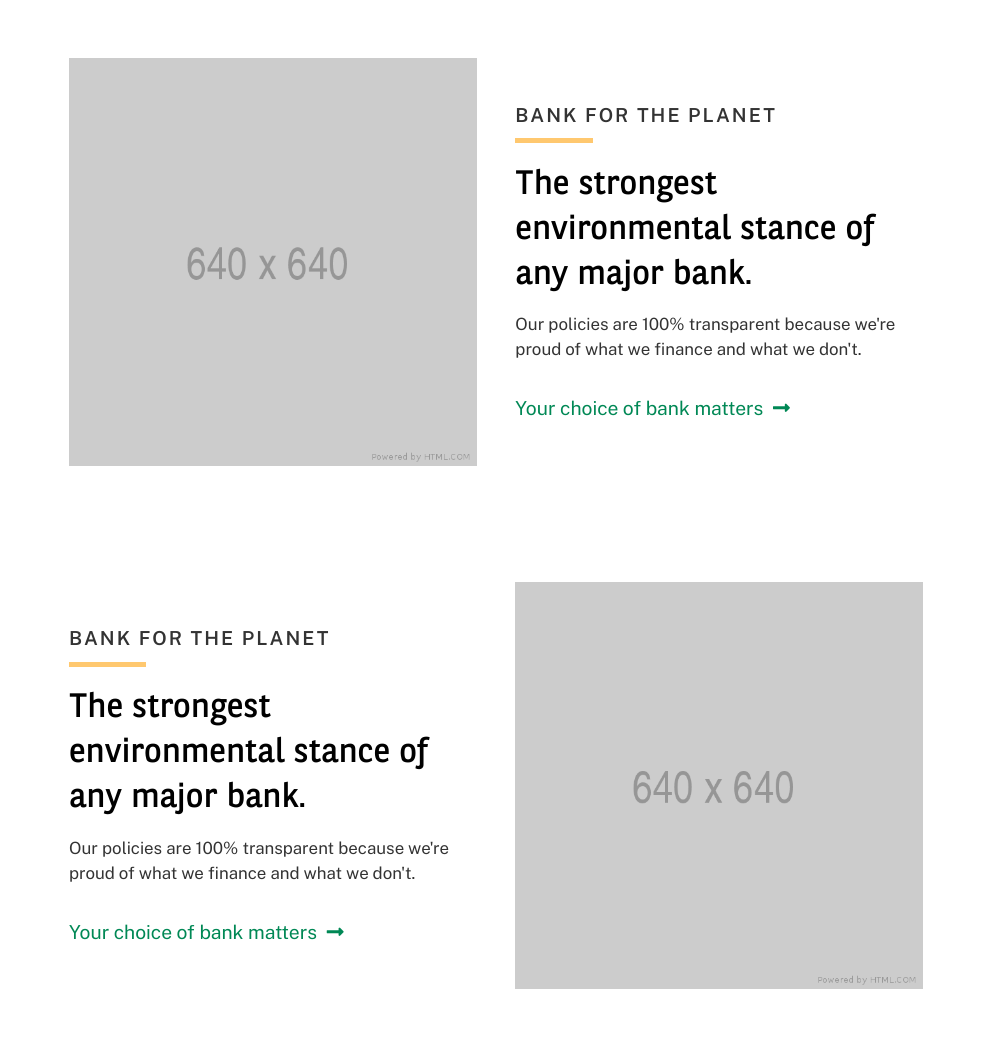 640 x 640
Powered by HTML.COM
BANK FOR THE PLANET
The strongest
environmental stance of
any major bank.
Our policies are 100% transparent because we're
proud of what we finance and what we don't.
Your choice of bank matters →
BANK FOR THE PLANET
The strongest
environmental stance of
any major bank.
Our policies are 100% transparent because we're
proud of what we finance and what we don't.
Your choice of bank matters →
640 x 640
Powered by HTML.COM